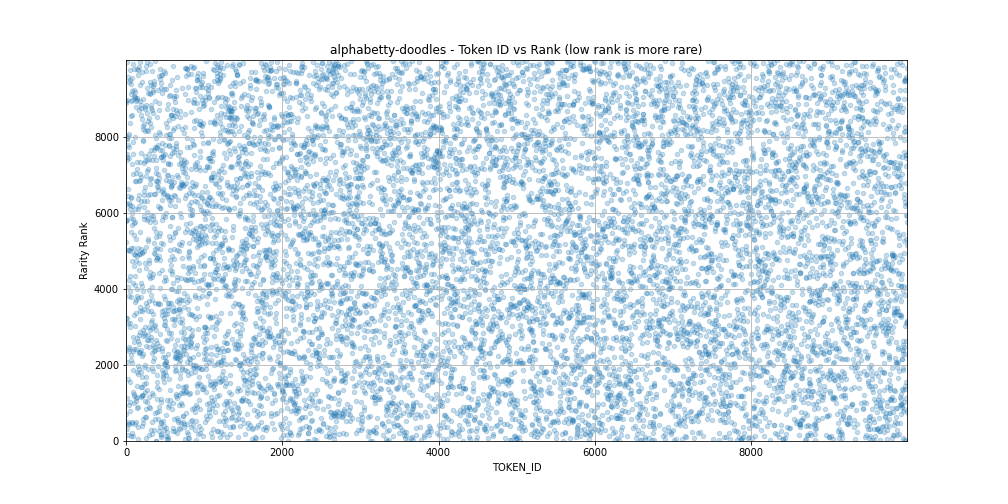 alphabetty-doodles - Token ID vs Rank (low rank is more rare)
8000
6000
4000
2000
0
Rarity Rank
0 2000 4000 6000 8000
TOKEN_ID